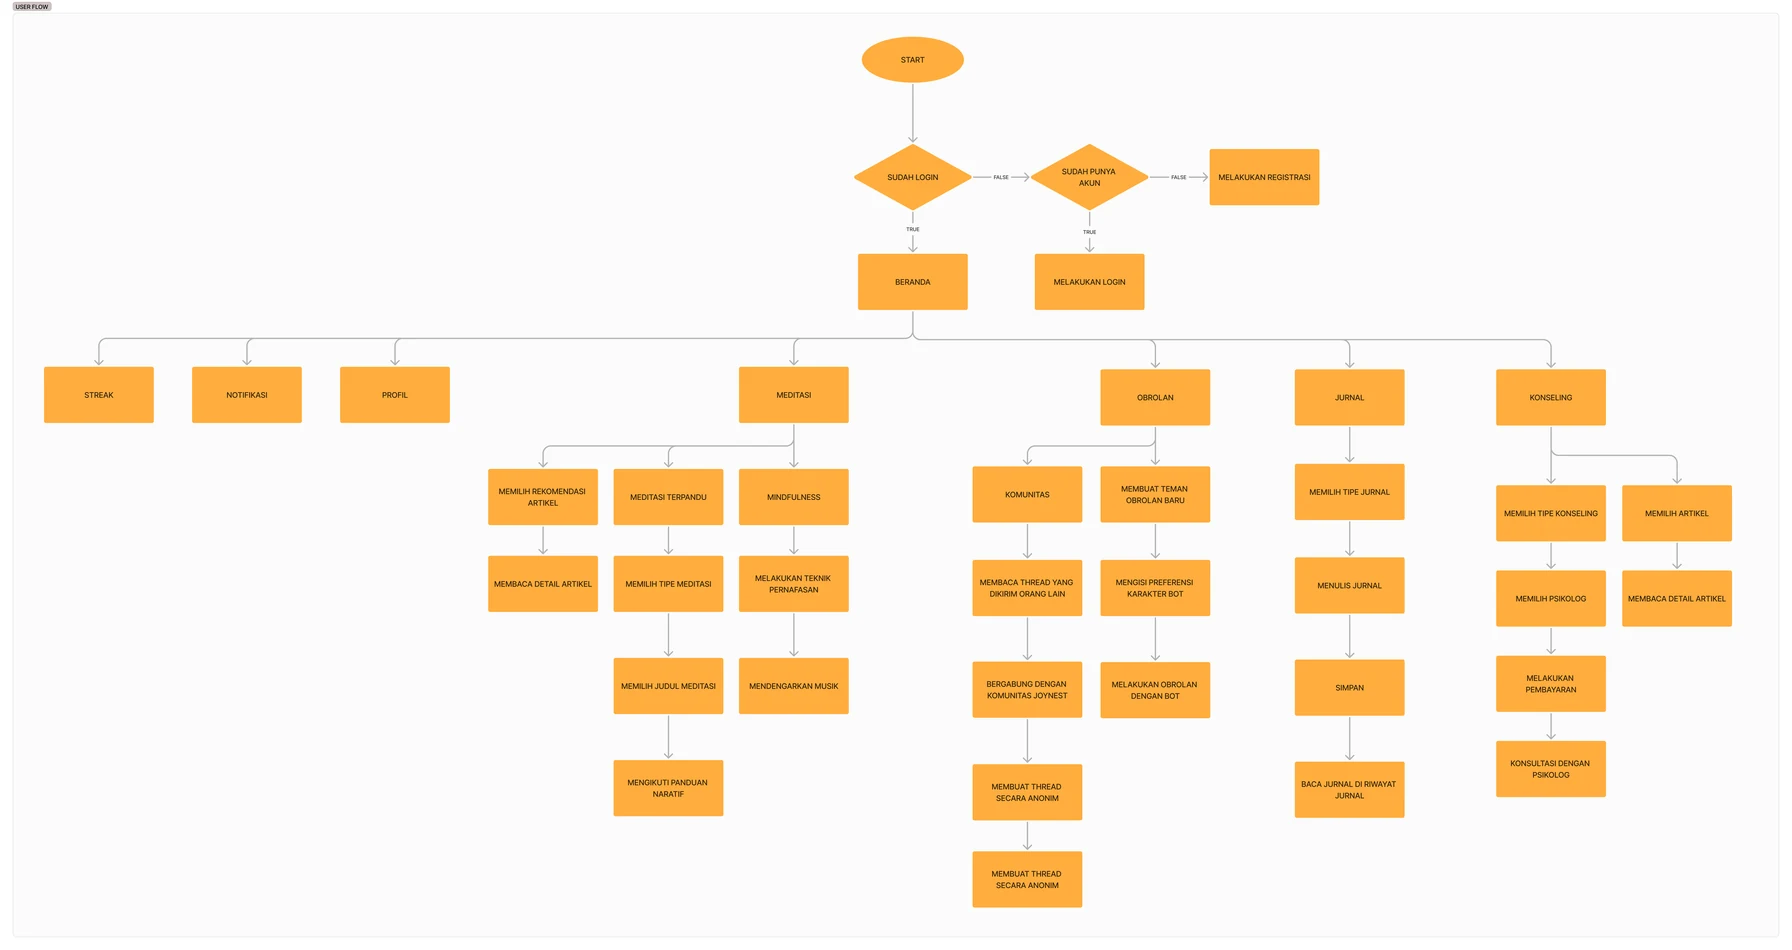 USER FLOW
START
SUDAH LOGIN
FALSE
SUDAH PUNYA
AKUN
FALSE
MELAKUKAN REGISTRASI
TRUE
TRUE
BERANDA
MELAKUKAN LOGIN
STREAK
NOTIFIKASI
PROFIL
MEDITASI
OBROLAN
JURNAL
KONSELING
MEMILIH REKOMENDASI
ARTIKEL
MEDITASI TERPANDU
MINDFULNESS
KOMUNITAS
MEMBUAT TEMAN
OBROLAN BARU
MEMILIH TIPE JURNAL
MEMILIH TIPE KONSELING
MEMILIH ARTIKEL
MEMBACA DETAIL ARTIKEL
MEMILIH TIPE MEDITASI
MELAKUKAN TEKNIK
PERNAFASAN
MEMBACA THREAD YANG
DIKIRIM ORANG LAIN
MENGISI PREFERENSI
KARAKTER BOT
MENULIS JURNAL
MEMILIH PSIKOLOG
MEMBACA DETAIL ARTIKEL
MEMILIH JUDUL MEDITASI
MENDENGARKAN MUSIK
BERGABUNG DENGAN
KOMUNITAS JOYNEST
MELAKUKAN OBROLAN
DENGAN BOT
SIMPAN
MELAKUKAN
PEMBAYARAN
MENGIKUTI PANDUAN
NARATIF
MEMBUAT THREAD
SECARA ANONIM
BACA JURNAL DI RIWAYAT
JURNAL
KONSULTASI DENGAN
PSIKOLOG
MEMBUAT THREAD
SECARA ANONIM